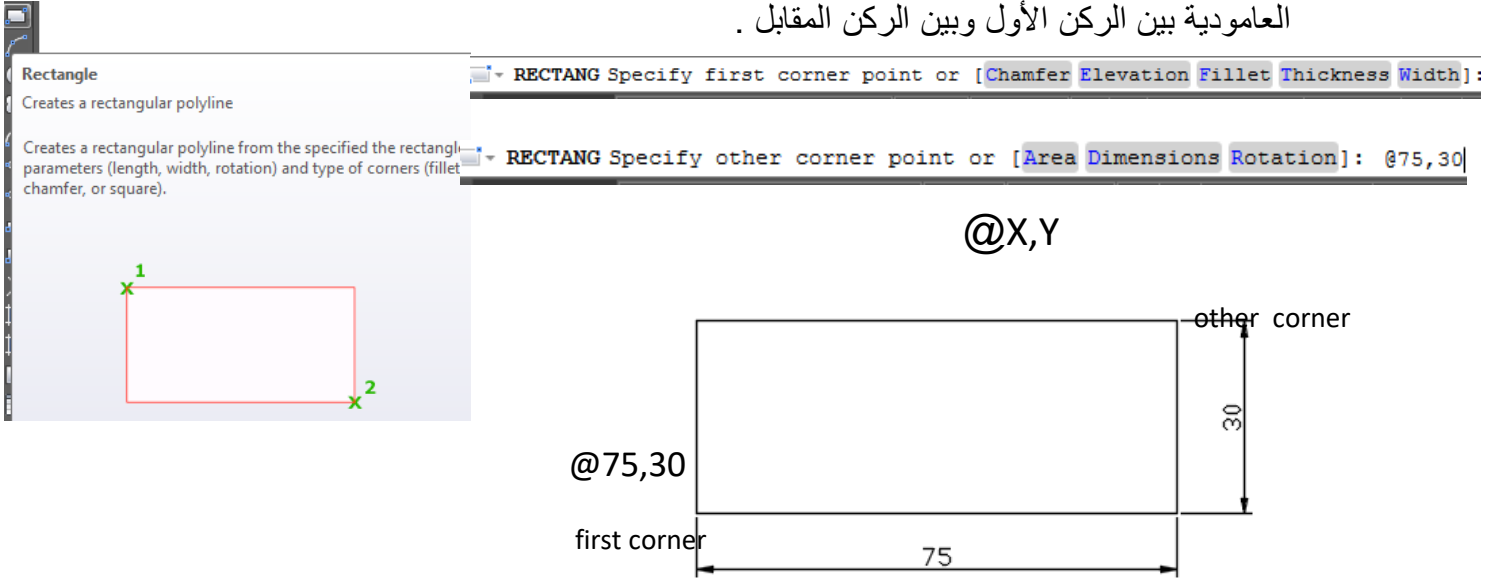 العامودية بين الركن الأول وبين الركن المقابل .
Rectangle
Creates a rectangular polyline
Creates a rectangular polyline from the specified the rectangle
parameters (length, width, rotation) and type of corners (fillet
chamfer, or square).
1
2
RECTANG Specify first corner point or [Chamfer Elevation Fillet Thickness Width]:
RECTANG Specify other corner point or [Area Dimensions Rotation]: @75,30
@X,Y
other corner
30
@75,30
first corner
75